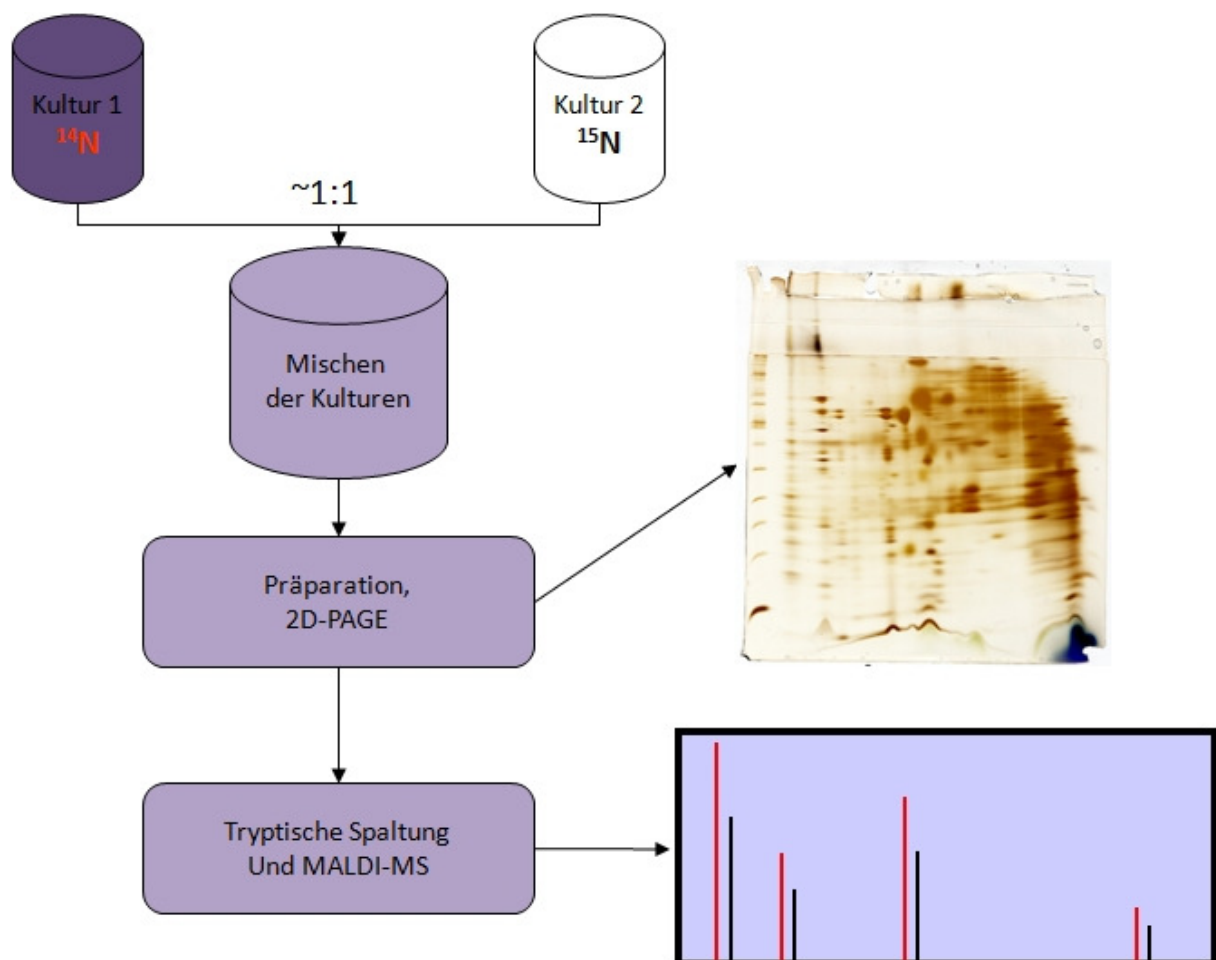 Kultur 1
¹⁴N
Kultur 2
¹⁵N
~1:1
Mischen
der Kulturen
Präparation,
2D-PAGE
Tryptische Spaltung
Und MALDI-MS